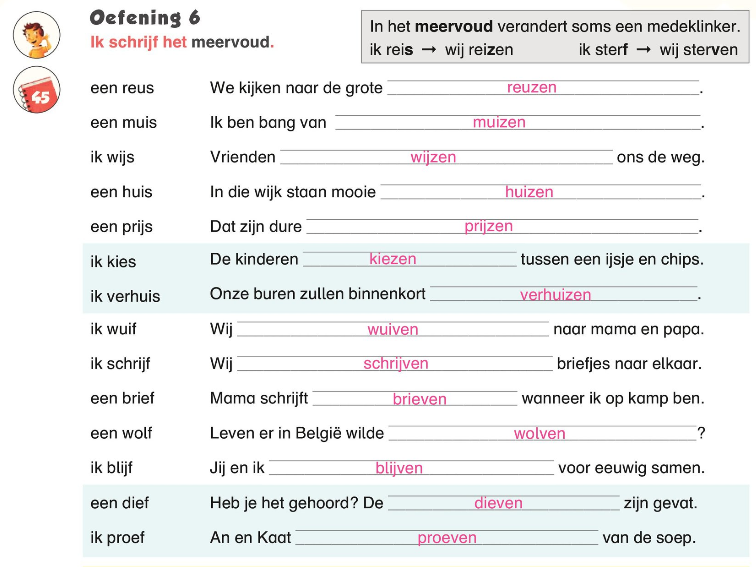 Oefening 6
Ik schrijf het meervoud.
In het meervoud verandert soms een medeklinker.
ik reis → wij reizen ik sterf → wij sterven
45
een reus We kijken naar de grote reuzen.
een muis Ik ben bang van muizen.
ik wijs Vrienden wijzen ons de weg.
een huis In die wijk staan mooie huizen.
een prijs Dat zijn dure prijzen.
ik kies De kinderen kiezen tussen een ijsje en chips.
ik verhuis Onze buren zullen binnenkort verhuizen.
ik wuif Wij wuiven naar mama en papa.
ik schrijf Wij schrijven briefjes naar elkaar.
een brief Mama schrijft brieven wanneer ik op kamp ben.
een wolf Leven er in België wilde wolven?
ik blijf Jij en ik blijven voor eeuwig samen.
een dief Heb je het gehoord? De dieven zijn gevat.
ik proef An en Kaat proeven van de soep.